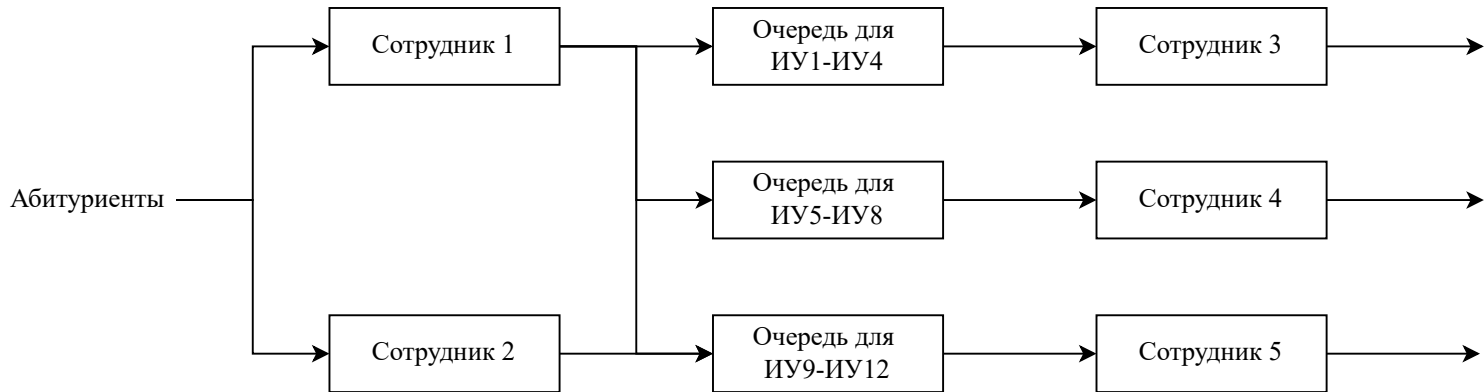 Сотрудник 1
Очередь для
ИУ1-ИУ4
Сотрудник 3
Абитуриенты
Очередь для
ИУ5-ИУ8
Сотрудник 4
Сотрудник 2
Очередь для
ИУ9-ИУ12
Сотрудник 5